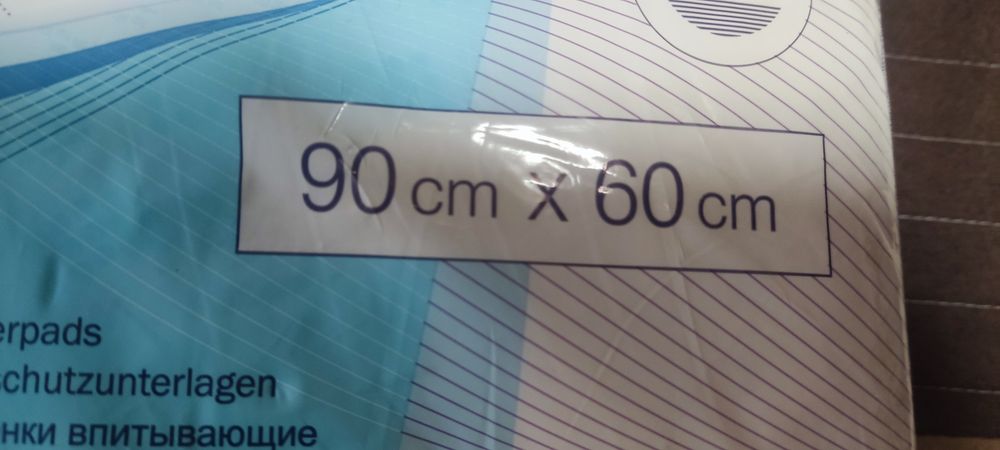 90 cm x 60 cm
erpads
schutzunterlagen
нки впитывающие